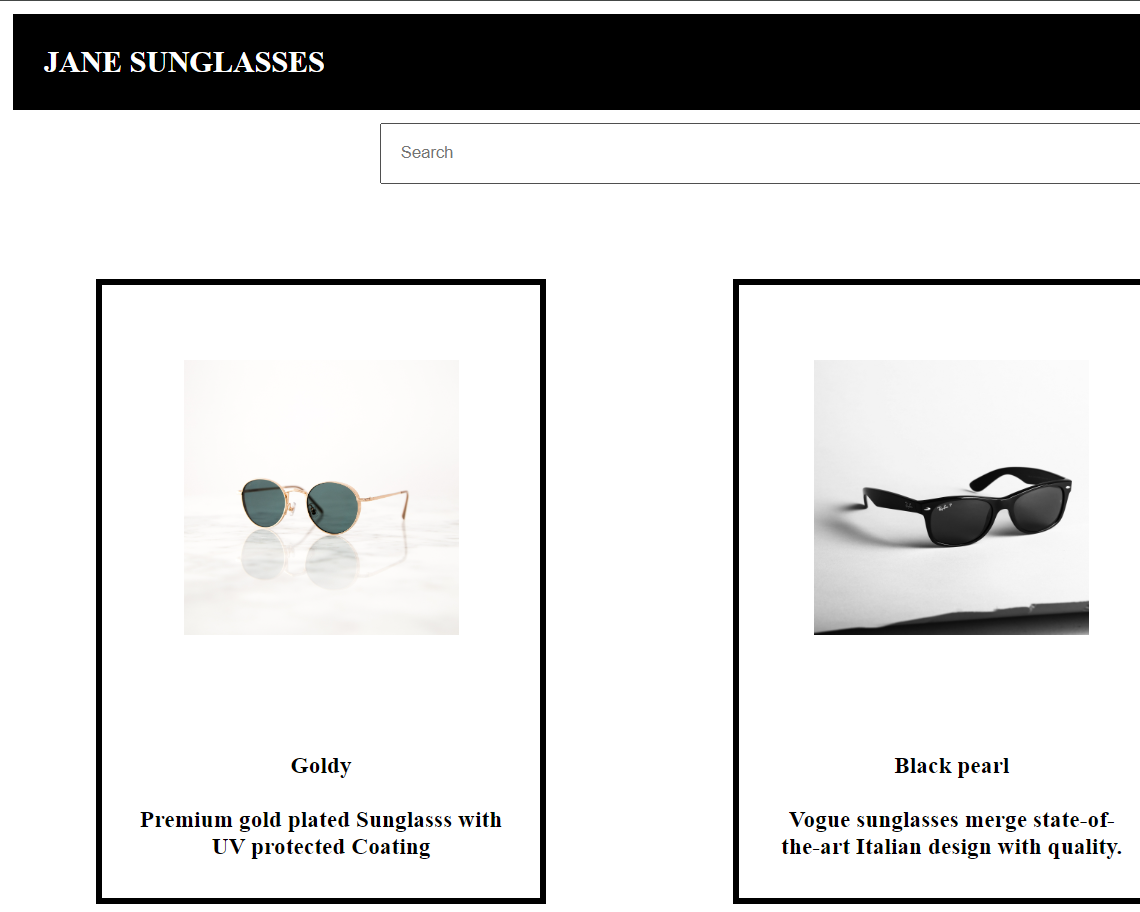 JANE SUNGLASSES
Search
Goldy
Premium gold plated Sunglasss with
UV protected Coating
Black pearl
Vogue sunglasses merge state-of-
the-art Italian design with quality.